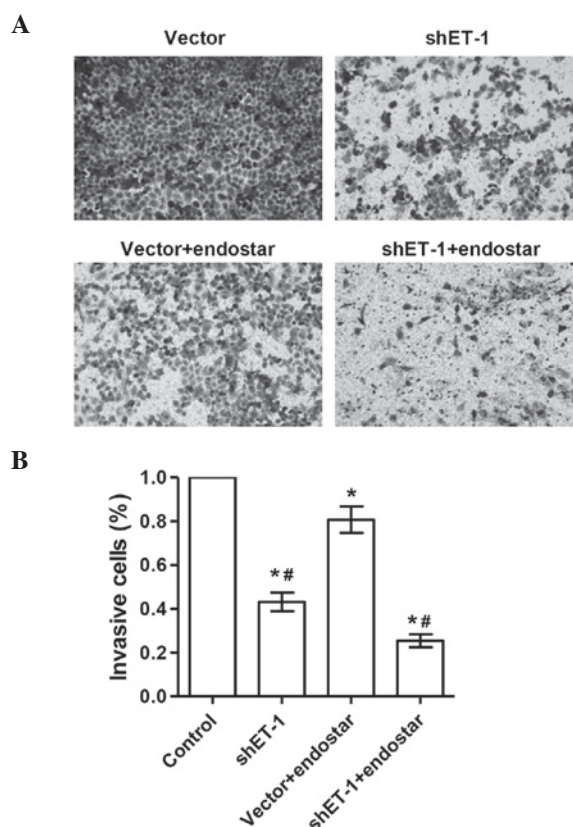 A
Vector shET-1
Vector+endostar shET-1+endostar
B
Invasive cells (%)
1.0
0.8
0.6
0.4
0.2
0.0
*#
*
*#
Control
shET-1
Vector+endostar
shET-1+endostar